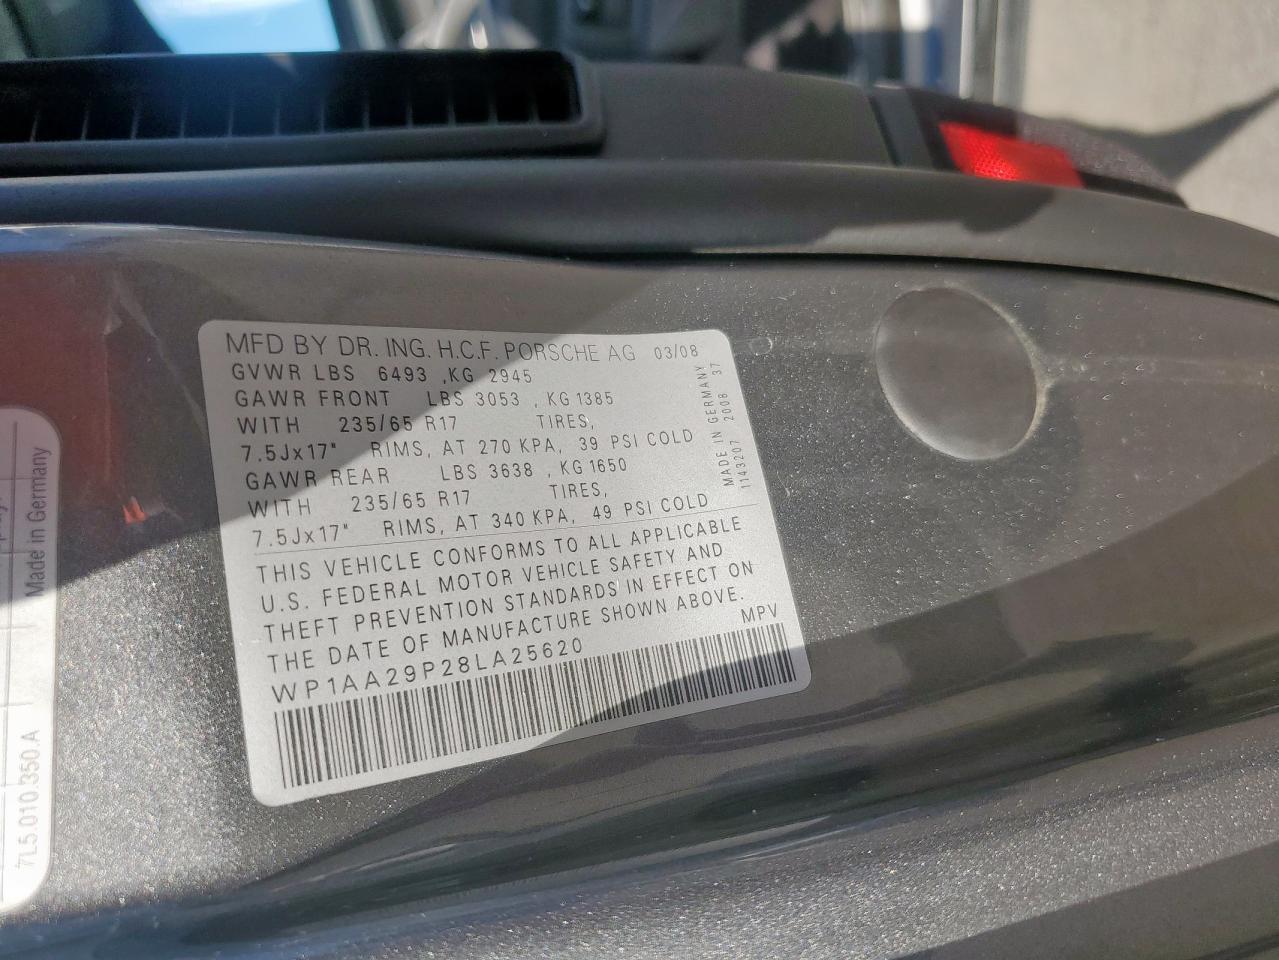 MFD BY DR. ING. H.C.F. PORSCHE AG 03/08
GVWR LBS 6493 ,KG 2945
GAWR FRONT LBS 3053 , KG 1385
WITH 235/65 R17 TIRES,
7.5Jx17" RIMS, AT 270 KPA, 39 PSI COLD
GAWR REAR LBS 3638 , KG 1650
WITH 235/65 R17 TIRES,
7.5Jx17" RIMS, AT 340 KPA, 49 PSI COLD
THIS VEHICLE CONFORMS TO ALL APPLICABLE
U.S. FEDERAL MOTOR VEHICLE SAFETY AND
THEFT PREVENTION STANDARDS IN EFFECT ON
THE DATE OF MANUFACTURE SHOWN ABOVE.
WP1AA29P28LA25620 MPV
MADE IN GERMANY
1143207 2008 37
Made in Germany
7L5.010.350.A